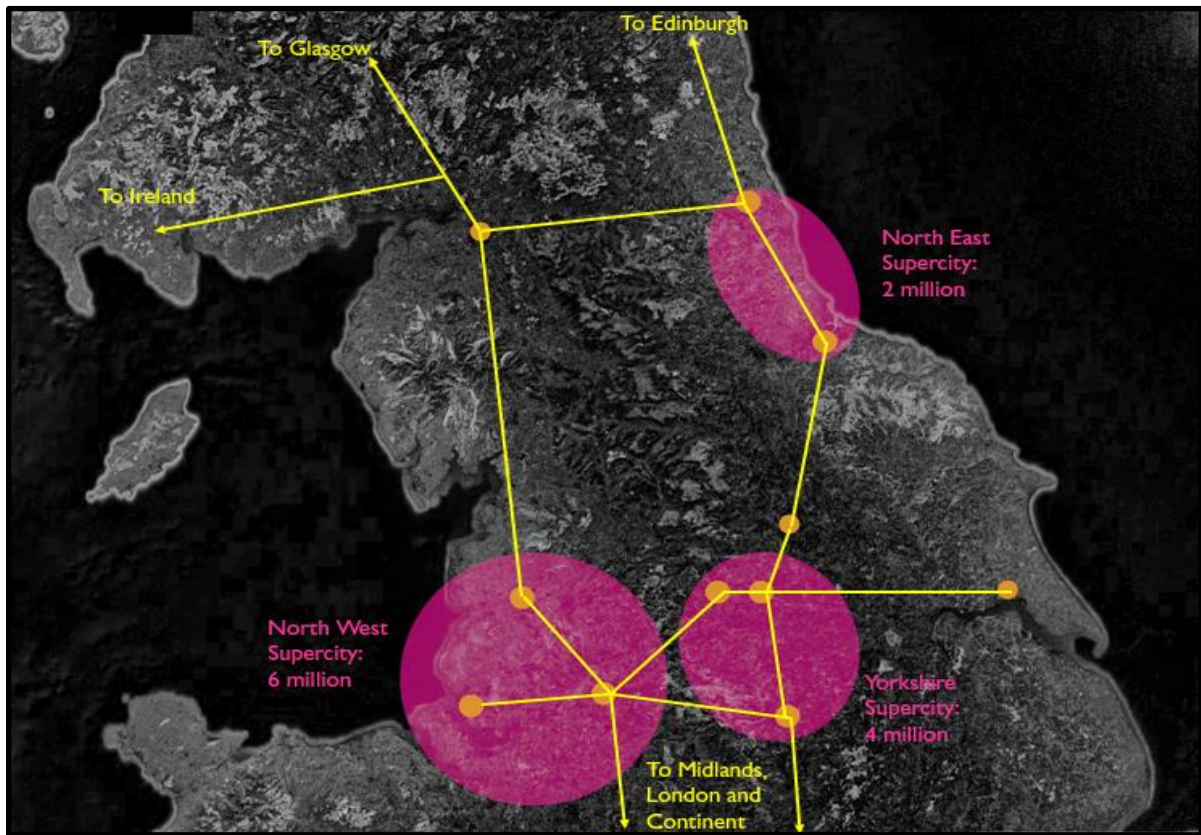 To Edinburgh
To Glasgow
To Ireland
North East
Supercity:
2 million
North West
Supercity:
6 million
Yorkshire
Supercity:
4 million
To Midlands,
London and
Continent